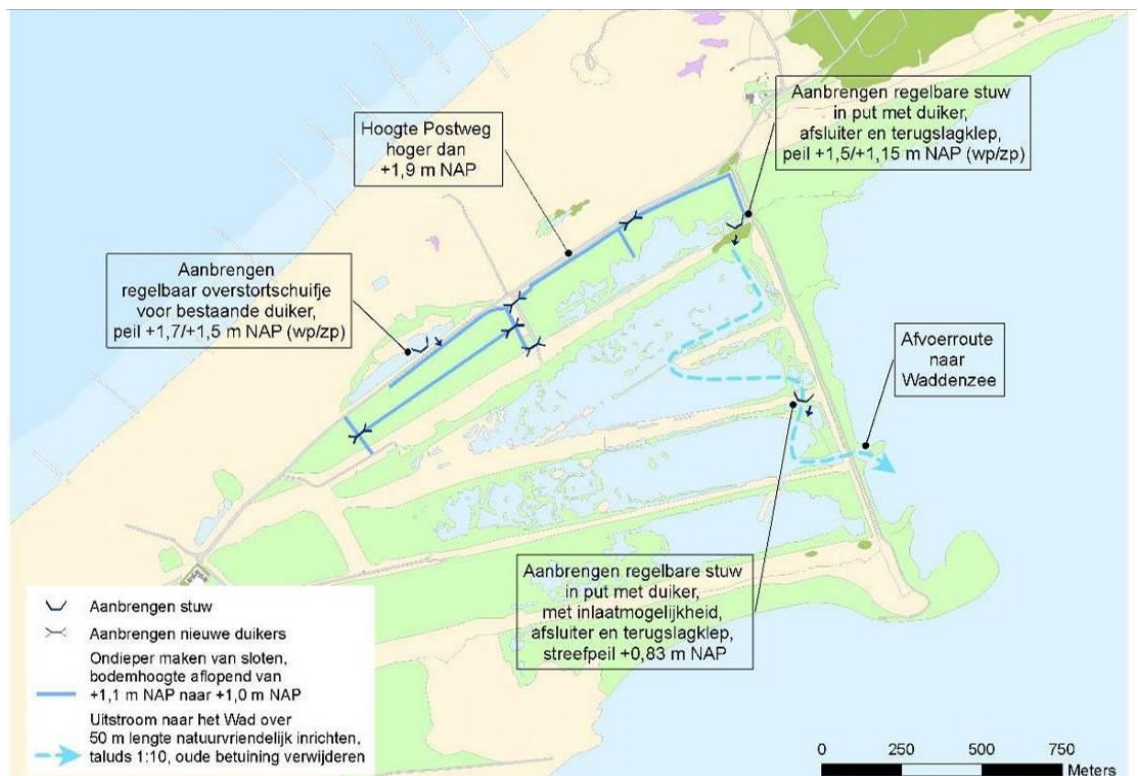 Aanbrengen regelbare stuw
in put met duiker,
afsluiter en terugslagklep,
peil +1,5/+1,15 m NAP (wp/zp)
Hoogte Postweg
hoger dan
+1,9 m NAP
Aanbrengen
regelbaar overstortschuifje
voor bestaande duiker,
peil +1,7/+1,5 m NAP (wp/zp)
Afvoerroute
naar
Waddenzee
Aanbrengen regelbare stuw
in put met duiker,
met inlaatmogelijkheid,
afsluiter en terugslagklep,
streefpeil +0,83 m NAP
Aanbrengen stuw
Aanbrengen nieuwe duikers
Ondieper maken van sloten,
bodemhoogte aflopend van
+1,1 m NAP naar +1,0 m NAP
Uitstroom naar het Wad over
50 m lengte natuurvriendelijk inrichten,
taluds 1:10, oude betuining verwijderen
0 250 500 750
Meters